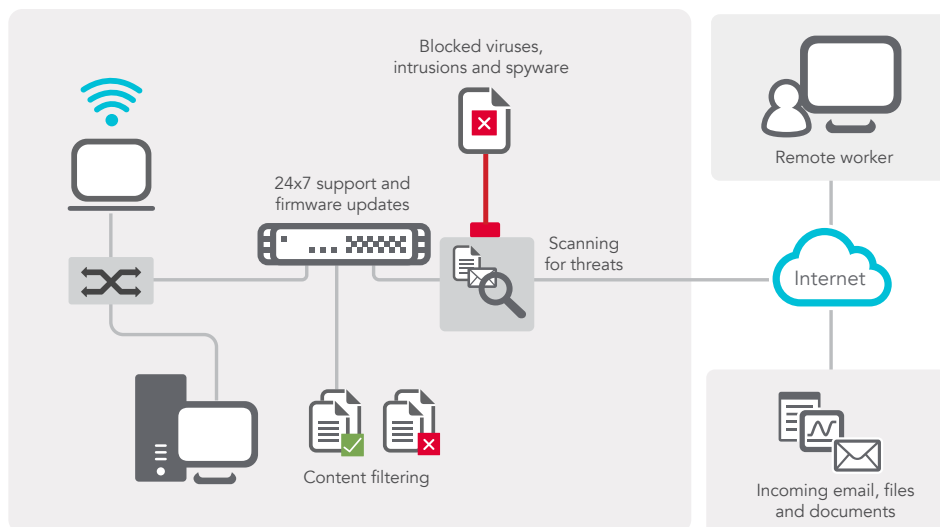 Blocked viruses,
intrusions and spyware
Remote worker
24x7 support and
firmware updates
Scanning
for threats
Internet
Content filtering
Incoming email, files
and documents